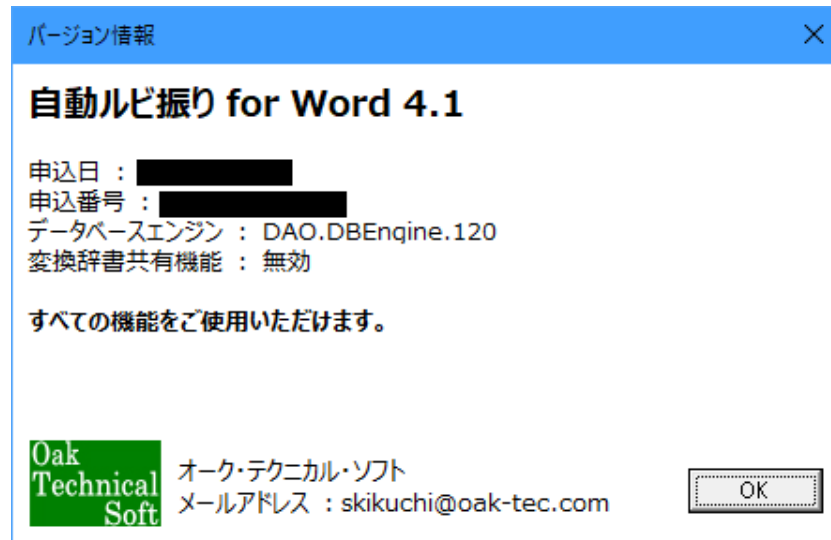 バージョン情報
自動ルビ振り for Word 4.1
申込日 :
申込番号 :
データベースエンジン : DAO.DBEngine.120
変換辞書共有機能 : 無効
すべての機能をご使用いただけます。
Oak
Technical
Soft
オーク・テクニカル・ソフト
メールアドレス : skikuchi@oak-tec.com
OK